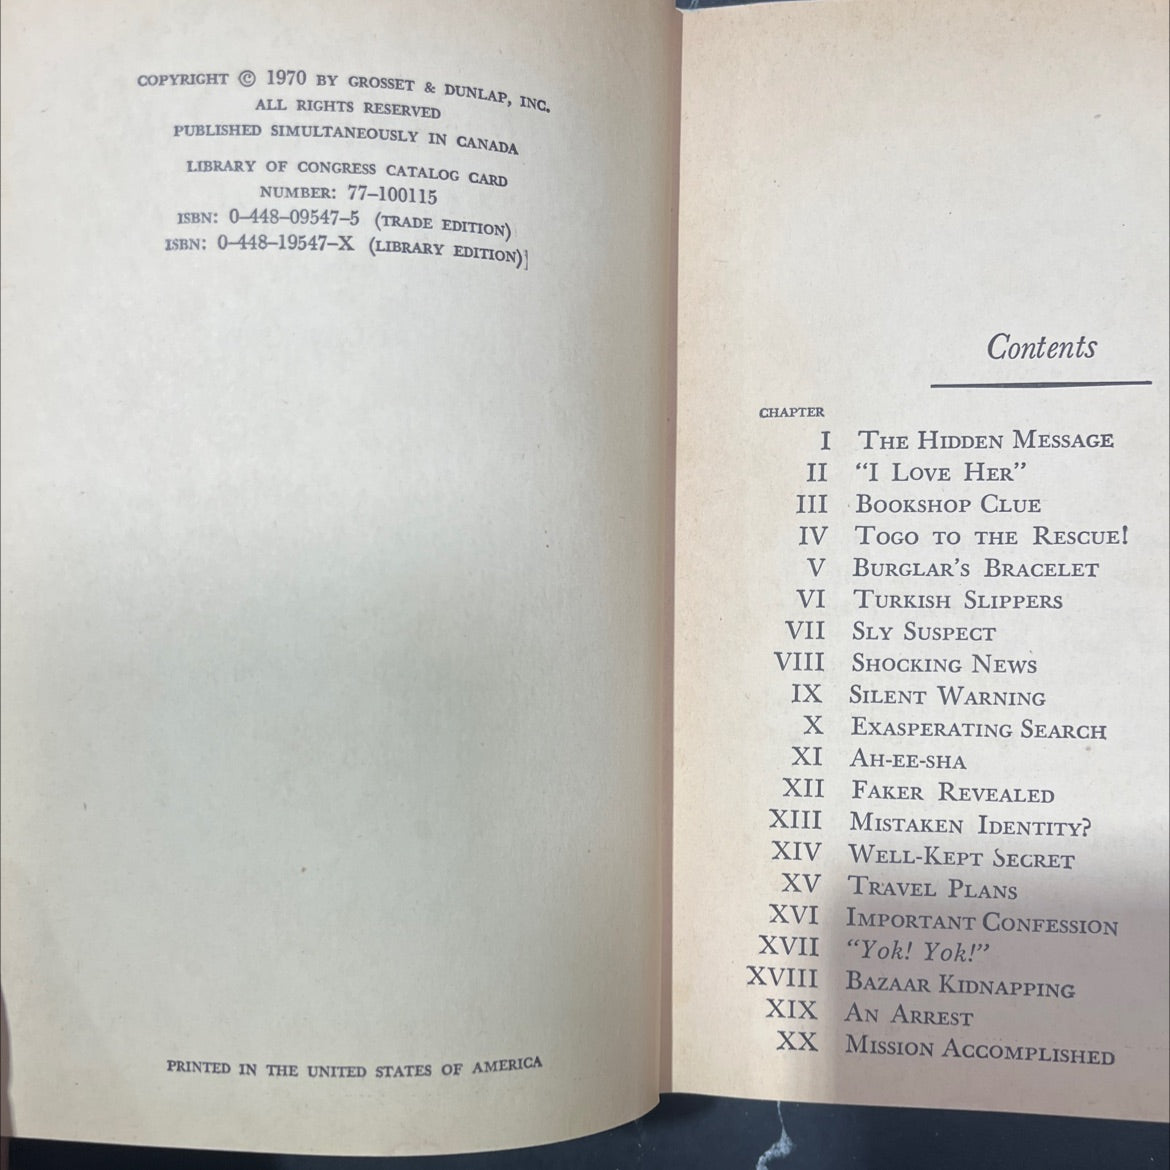 COPYRIGHT © 1970 BY GROSSET & DUNLAP, INC.
ALL RIGHTS RESERVED
PUBLISHED SIMULTANEOUSLY IN CANADA
LIBRARY OF CONGRESS CATALOG CARD
NUMBER: 77–100115
ISBN: 0–448–09547–5 (TRADE EDITION)
ISBN: 0–448–19547–X (LIBRARY EDITION)]
PRINTED IN THE UNITED STATES OF AMERICA
Contents
CHAPTER
I THE HIDDEN MESSAGE
II “I LOVE HER”
III BOOKSHOP CLUE
IV TOGO TO THE RESCUE!
V BURGLAR’S BRACELET
VI TURKISH SLIPPERS
VII SLY SUSPECT
VIII SHOCKING NEWS
IX SILENT WARNING
X EXASPERATING SEARCH
XI AH-EE-SHA
XII FAKER REVEALED
XIII MISTAKEN IDENTITY?
XIV WELL-KEPT SECRET
XV TRAVEL PLANS
XVI IMPORTANT CONFESSION
XVII “Yok! Yok!”
XVIII BAZAAR KIDNAPPING
XIX AN ARREST
XX MISSION ACCOMPLISHED